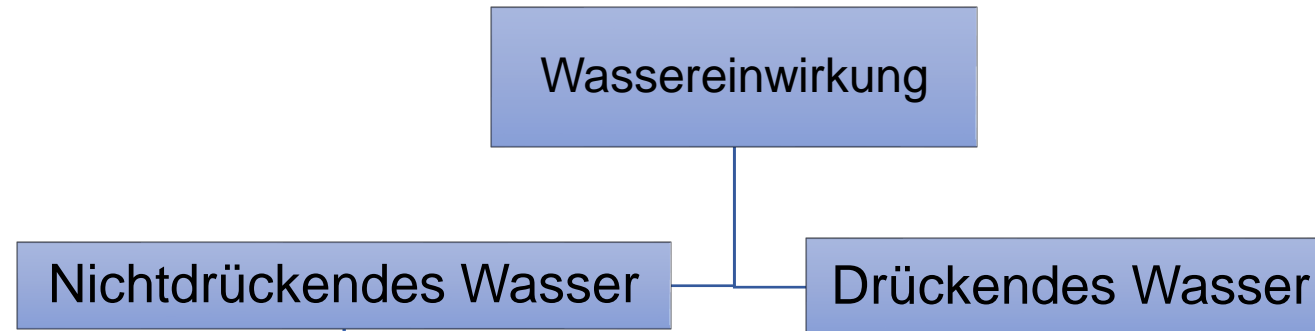 Wassereinwirkung
Nichtdrückendes Wasser
Drückendes Wasser